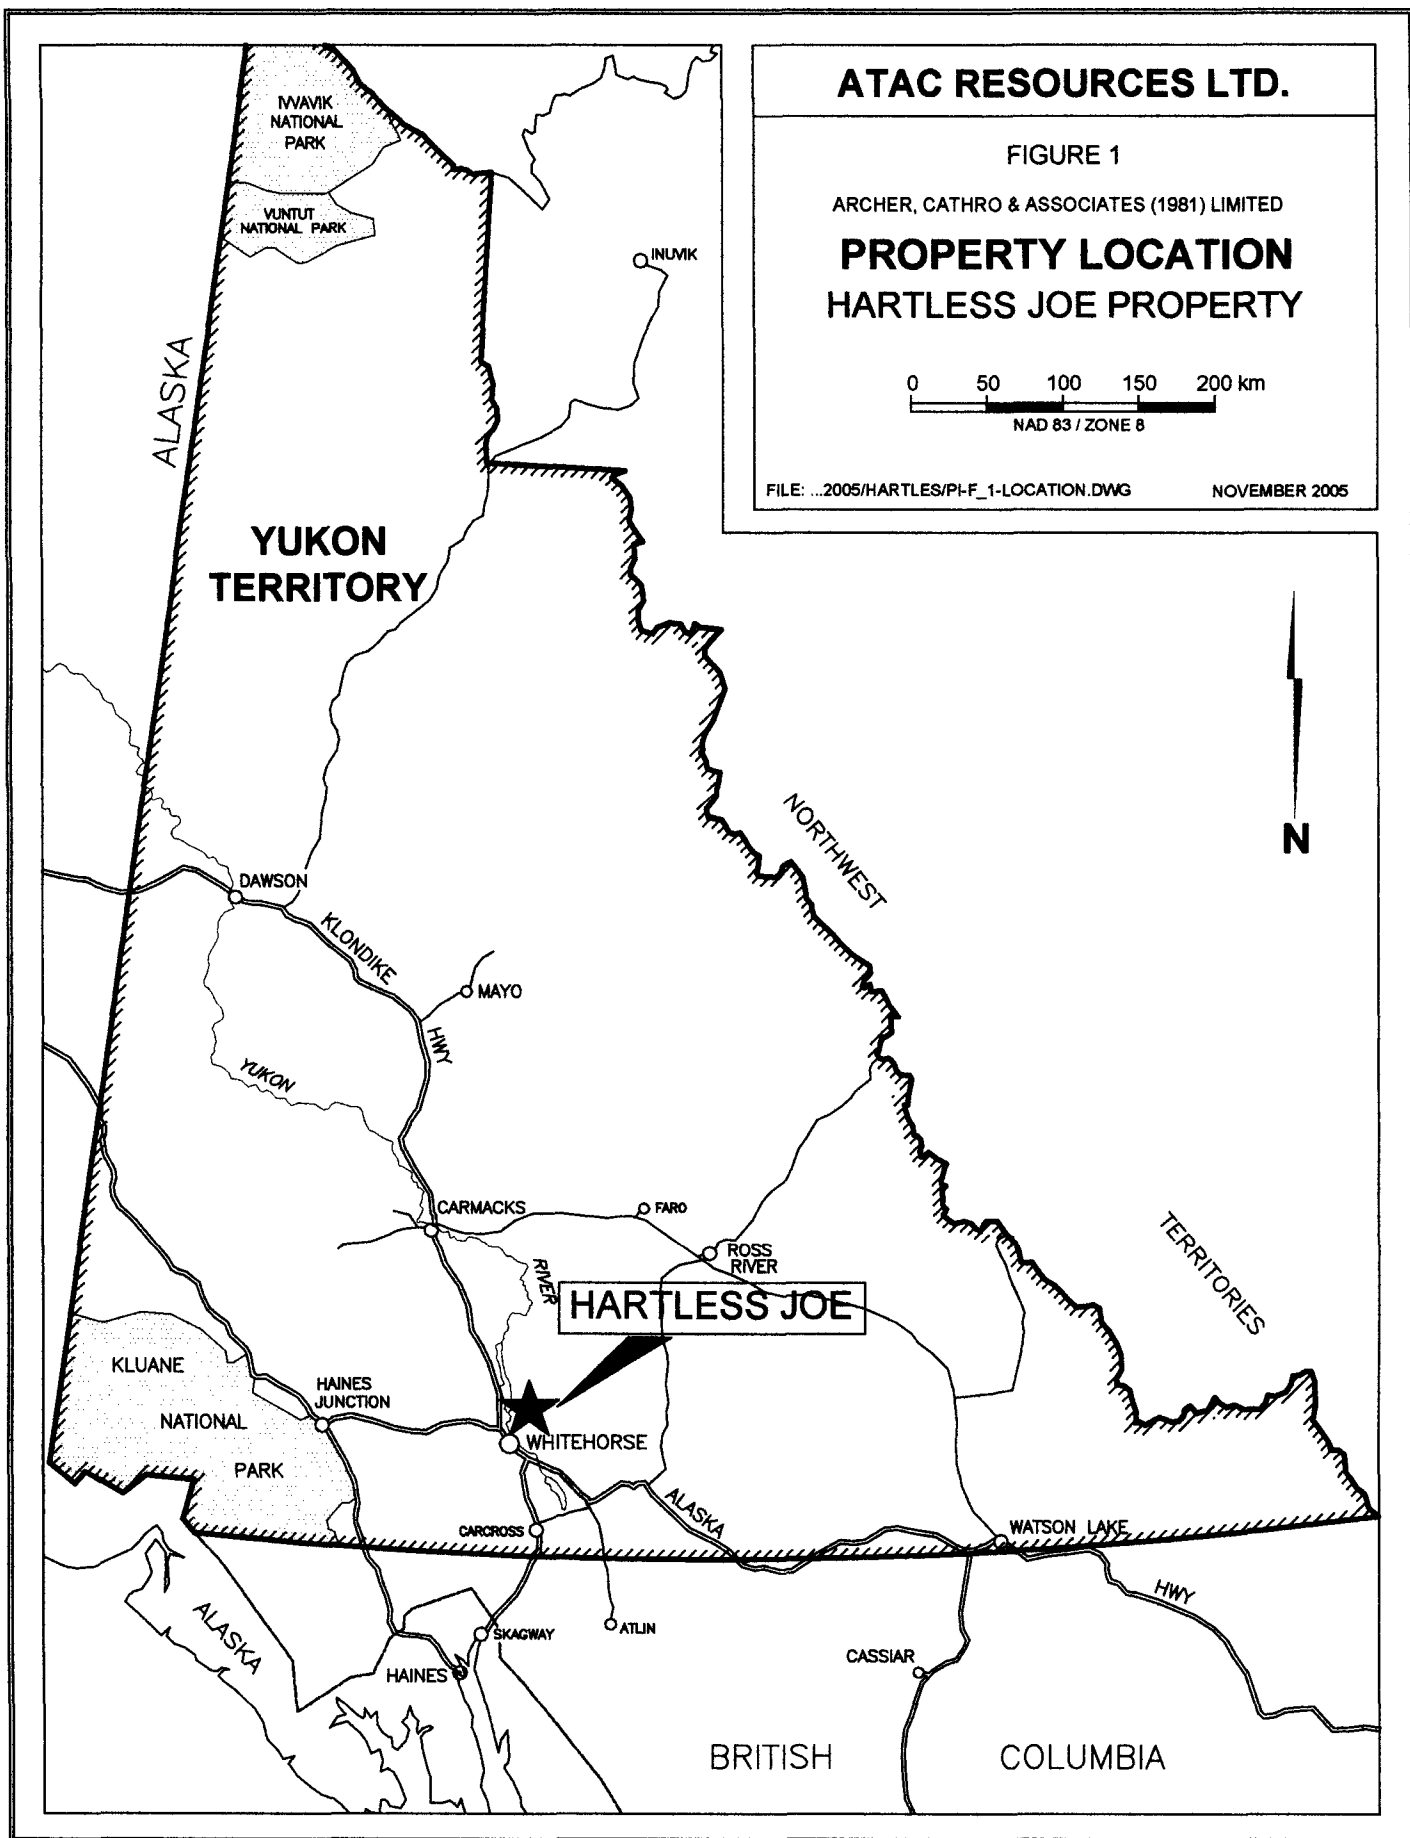 ATAC RESOURCES LTD.
FIGURE 1
ARCHER, CATHRO & ASSOCIATES (1981) LIMITED
PROPERTY LOCATION
HARTLESS JOE PROPERTY
0 50 100 150 200 km
NAD 83 / ZONE 8
FILE: ...2005/HARTLES/PI-F_1-LOCATION.DWG NOVEMBER 2005
IVVAVIK
NATIONAL
PARK
VUNTUT
NATIONAL PARK
INUVIK
ALASKA
YUKON
TERRITORY
N
NORTHWEST
DAWSON
KLONDIKE
HWY
MAYO
YUKON
CARMACKS
FARO
ROSS
RIVER
RIVER
TERRITORIES
HARTLESS JOE
KLUANE
NATIONAL
PARK
HAINES
JUNCTION
WHITEHORSE
ALASKA
CARCROSS
WATSON LAKE
HWY
ALASKA
SKAGWAY
ATLIN
HAINES
CASSIAR
BRITISH COLUMBIA